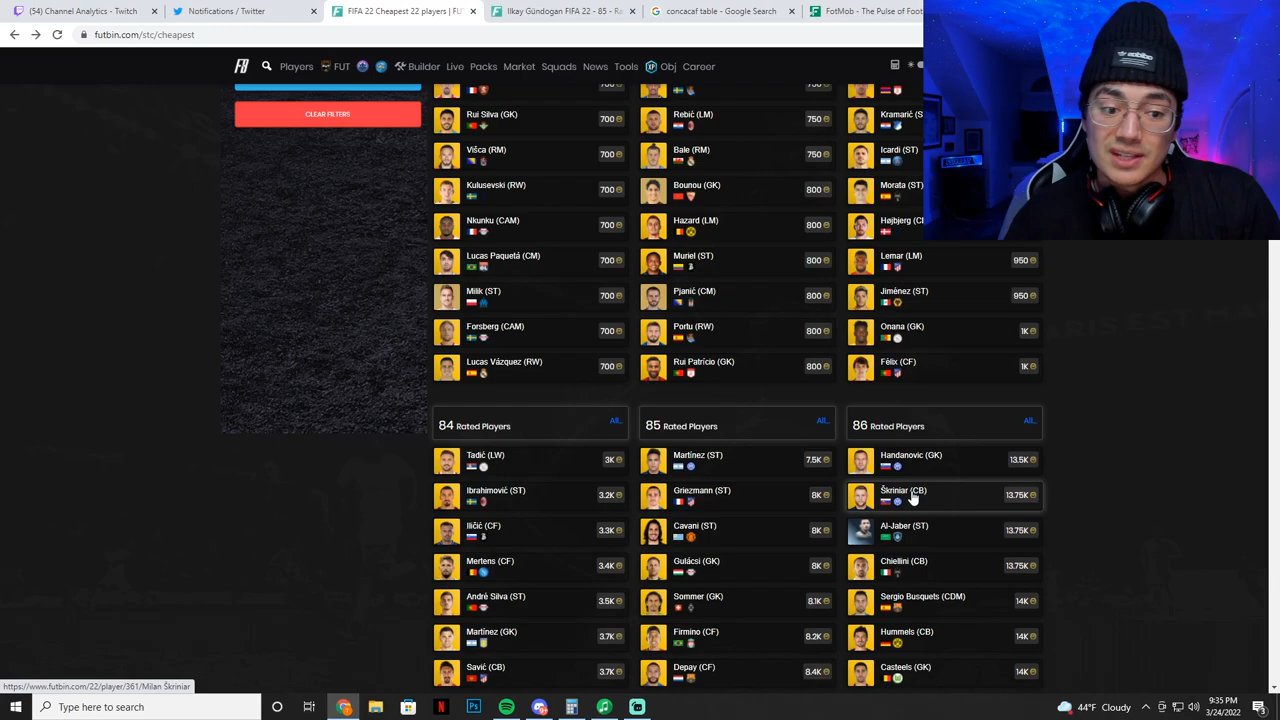 (54) Channel Analytics - Twitch
Notifications / Twitter
FIFA 22 Cheapest 22 players | FUT
Ilkay Gündogan FIFA 22 - 85 - Ra
concacaf table - Google Search
FotMob - The Pulse of Foot
futbin.com/stc/cheapest
FB Players FUT Builder Live Packs Market Squads News Tools Obj Career
CLEAR FILTERS
700
Rui Silva (GK) 700
Višca (RM) 700
Kulusevski (RW) 700
Nkunku (CAM) 700
Lucas Paquetá (CM) 700
Milik (ST) 700
Forsberg (CAM) 700
Lucas Vázquez (RW) 700
750
Rebić (LM) 750
Bale (RM) 750
Bounou (GK) 800
Hazard (LM) 800
Muriel (ST) 800
Pjanić (CM) 800
Portu (RW) 800
Rui Patrício (GK) 800
Kramarić (S
Icardi (ST)
Morata (ST
Højbjerg (C
Lemar (LM) 950
Jiménez (ST) 950
Onana (GK) 1K
Félix (CF) 1K
84 Rated Players All..
Tadić (LW) 3K
Ibrahimović (ST) 3.2K
Iličić (CF) 3.3K
Mertens (CF) 3.4K
André Silva (ST) 3.5K
Martínez (GK) 3.7K
Savić (CB) 3.7K
85 Rated Players All..
Martínez (ST) 7.5K
Griezmann (ST) 8K
Cavani (ST) 8K
Gulácsi (GK) 8K
Sommer (GK) 8.1K
Firmino (CF) 8.2K
Depay (CF) 8.4K
86 Rated Players All..
Handanovic (GK) 13.5K
Škriniar (CB) 13.75K
Al-Jaber (ST) 13.75K
Chiellini (CB) 13.75K
Sergio Busquets (CDM) 14K
Hummels (CB) 14K
Casteels (GK) 14K
https://www.futbin.com/22/player/361/Milan Škriniar
Type here to search
44°F Cloudy
9:35 PM
3/24/2022